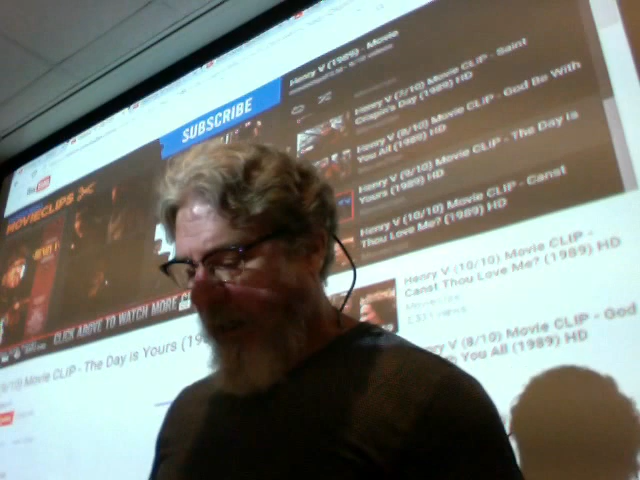 Henry V (1989) - Movie
SUBSCRIBE
Henry V (7/10) Movie CLIP - Saint
Crispin's Day (1989) HD
Henry V (8/10) Movie CLIP - God Be With
You All (1989) HD
Henry V (9/10) Movie CLIP - The Day is
Yours (1989) HD
Henry V (10/10) Movie CLIP - Canst
Thou Love Me? (1989) HD
MOVIECLIPS
CLICK ABOVE TO WATCH MORE
Movie CLIP - The Day is Yours (19
Henry V (10/10) Movie CLIP -
Canst Thou Love Me? (1989) HD
V (8/10) Movie CLIP - God
You All (1989) HD